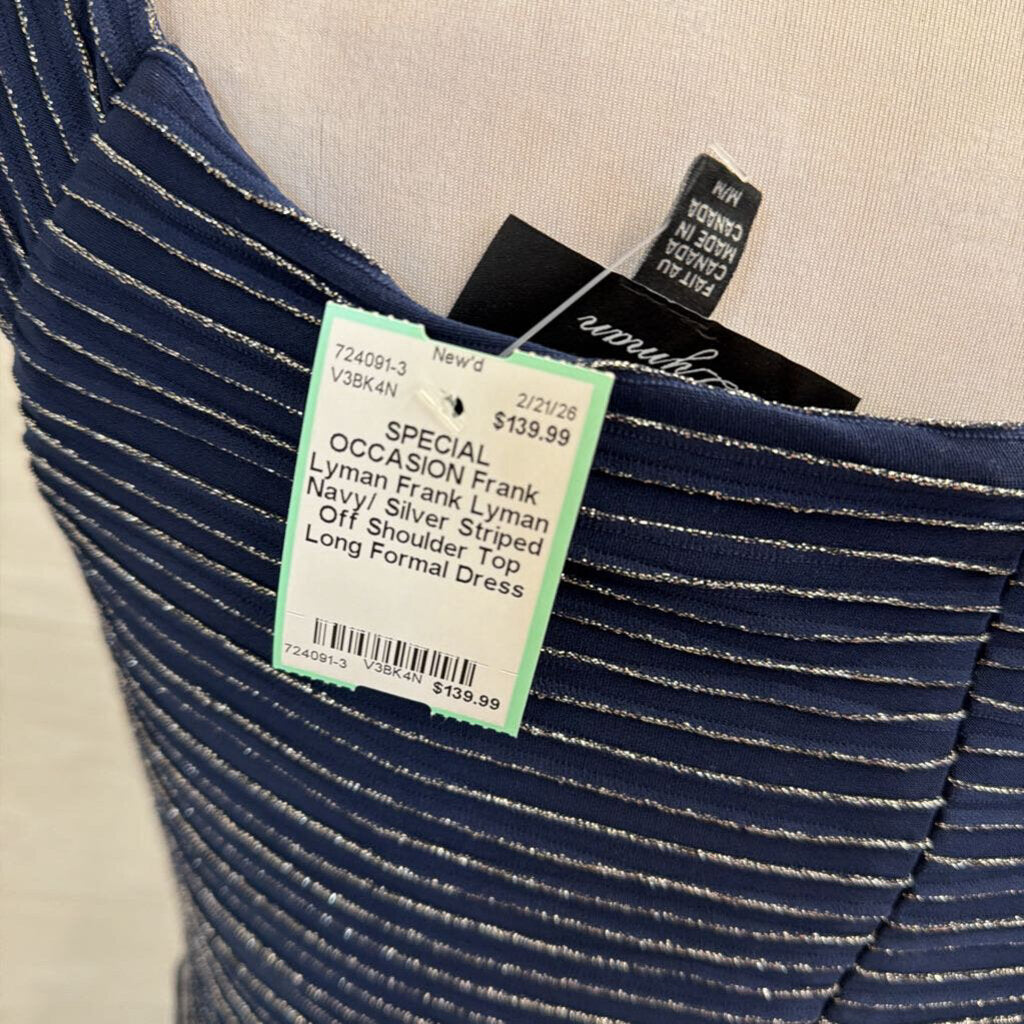 724091-3
New'd
V3BK4N
2/21/26
$139.99
SPECIAL
OCCASION Frank
Lyman Frank Lyman
Navy/ Silver Striped
Off Shoulder Top
Long Formal Dress
724091-3 V3BK4N $139.99
Lyman
FAIT AU
CANADA
MADE IN
CANADA